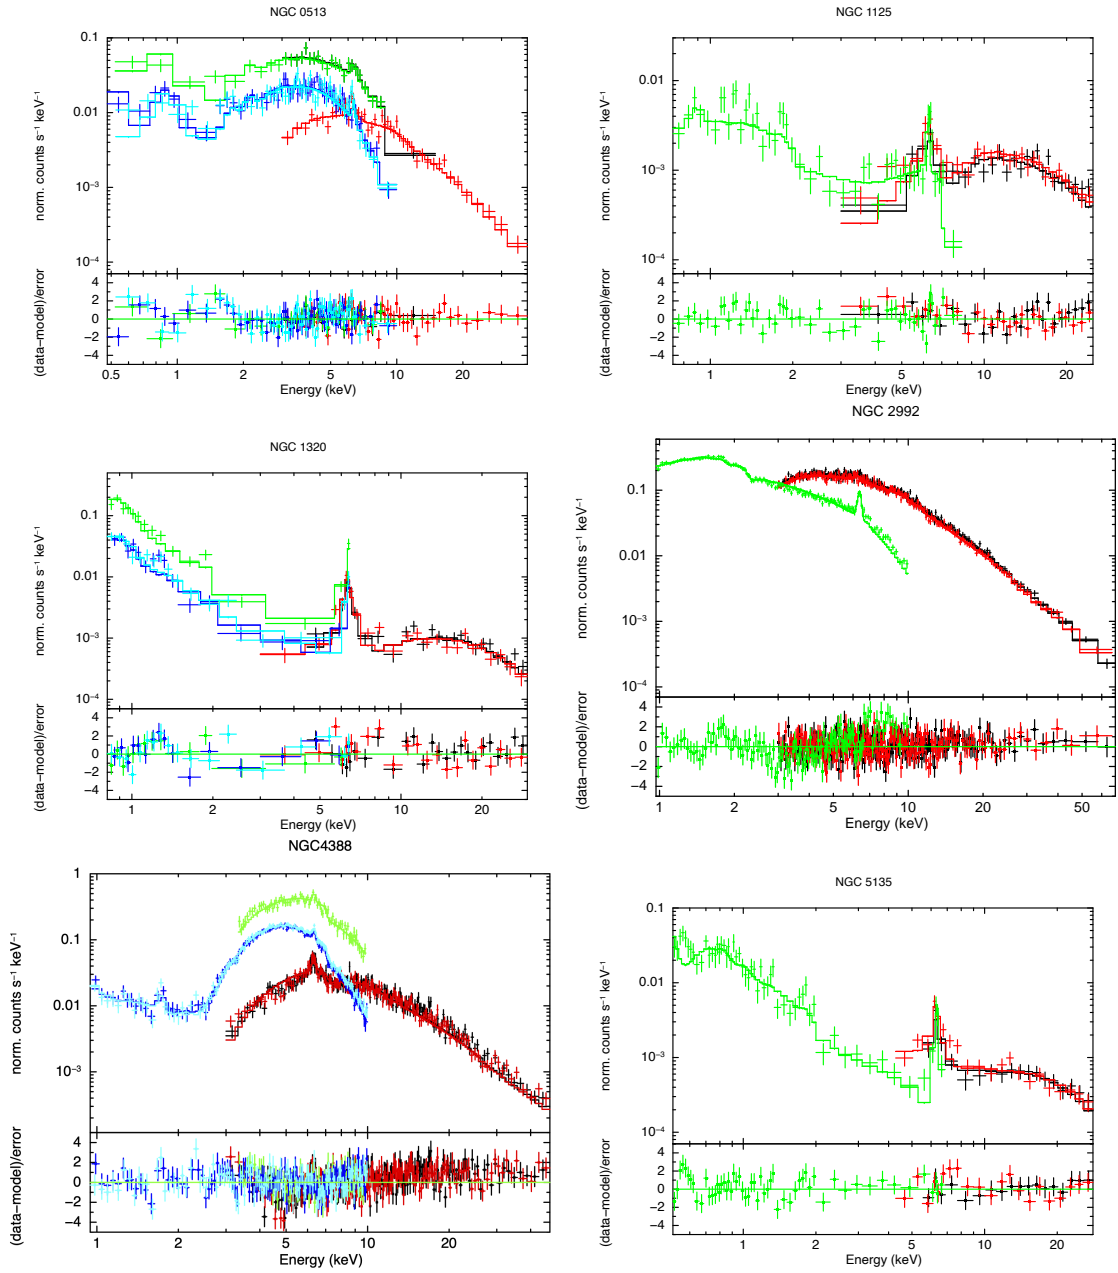 NGC 0513
0.1
0.01
10⁻³
10⁻⁴
norm. counts s⁻¹ keV⁻¹
4
2
0
−2
−4
(data−model)/error
0.5 1 2 5 10 20
Energy (keV)
NGC 1125
0.01
10⁻³
10⁻⁴
norm. counts s⁻¹ keV⁻¹
4
2
0
−2
−4
(data−model)/error
1 2 5 10 20
Energy (keV)
NGC 1320
0.1
0.01
10⁻³
10⁻⁴
norm. counts s⁻¹ keV⁻¹
4
2
0
−2
−4
(data−model)/error
1 2 5 10 20
Energy (keV)
NGC 2992
0.1
0.01
10⁻³
10⁻⁴
norm. counts s⁻¹ keV⁻¹
4
2
0
−2
−4
(data−model)/error
1 2 5 10 20 50
Energy (keV)
NGC4388
1
0.1
0.01
10⁻³
norm. counts s⁻¹ keV⁻¹
4
2
0
−2
−4
(data−model)/error
1 2 5 10 20
Energy (keV)
NGC 5135
0.1
0.01
10⁻³
10⁻⁴
norm. counts s⁻¹ keV⁻¹
4
2
0
−2
−4
(data−model)/error
1 2 5 10 20
Energy (keV)